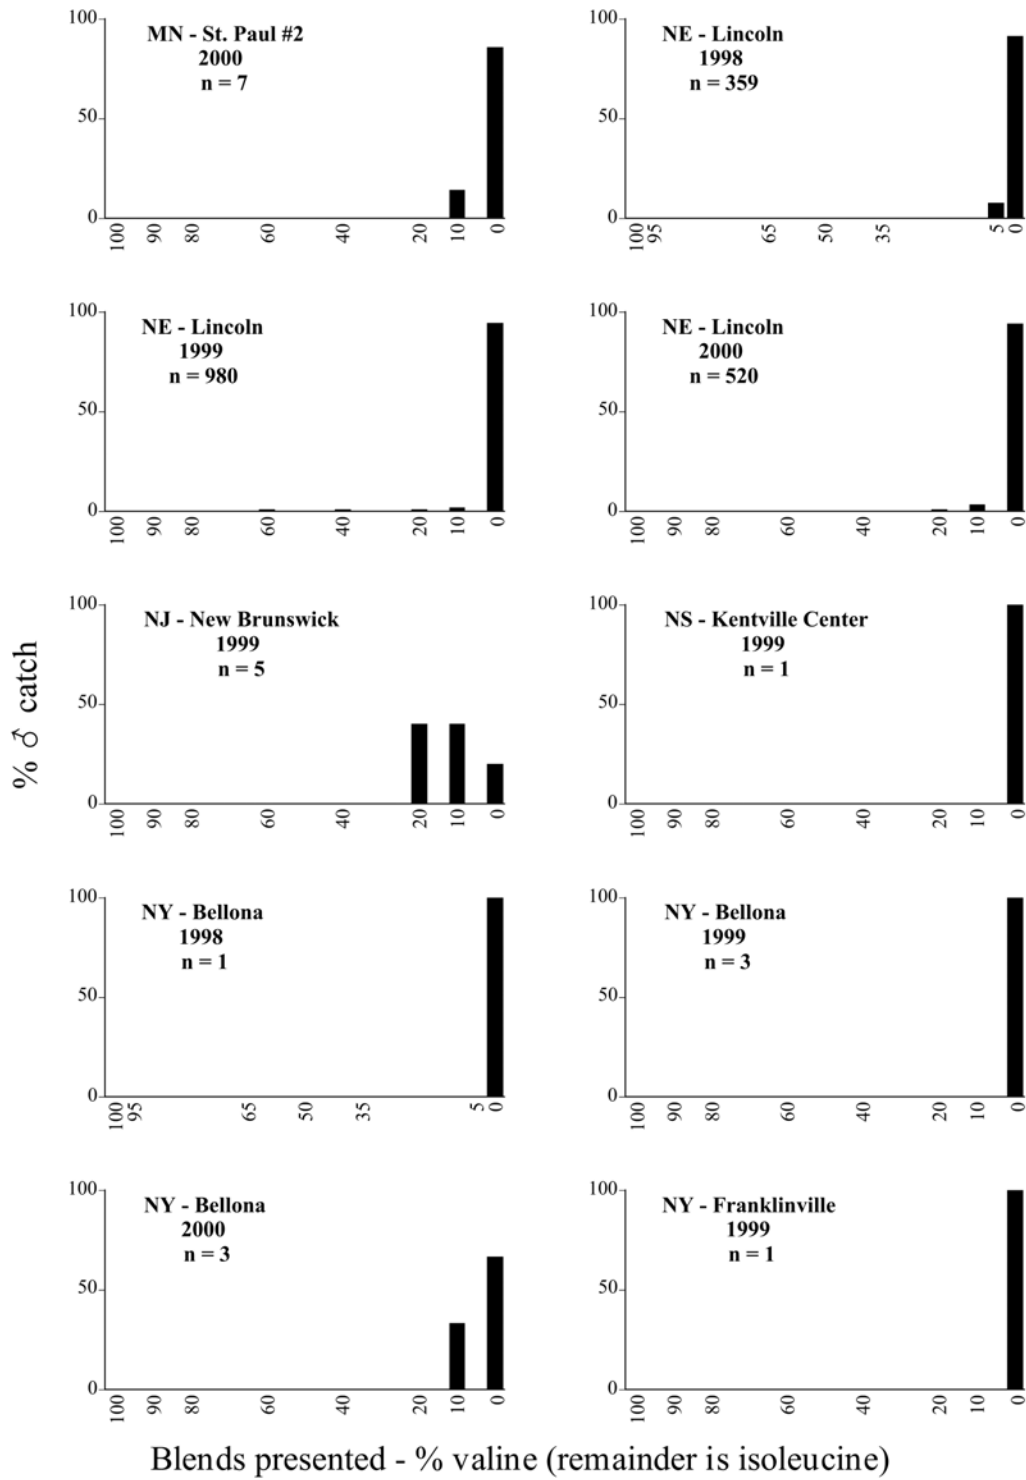 100
50
0
MN - St. Paul #2
2000
n = 7
100 90 80 60 40 20 10 0
100
50
0
NE - Lincoln
1998
n = 359
100 95 65 50 35 5 0
100
50
0
NE - Lincoln
1999
n = 980
100 90 80 60 40 20 10 0
100
50
0
NE - Lincoln
2000
n = 520
100 90 80 60 40 20 10 0
% ♂ catch
100
50
0
NJ - New Brunswick
1999
n = 5
100 90 80 60 40 20 10 0
100
50
0
NS - Kentville Center
1999
n = 1
100 90 80 60 40 20 10 0
100
50
0
NY - Bellona
1998
n = 1
100 95 65 50 35 5 0
100
50
0
NY - Bellona
1999
n = 3
100 90 80 60 40 20 10 0
100
50
0
NY - Bellona
2000
n = 3
100 90 80 60 40 20 10 0
100
50
0
NY - Franklinville
1999
n = 1
100 90 80 60 40 20 10 0
Blends presented - % valine (remainder is isoleucine)